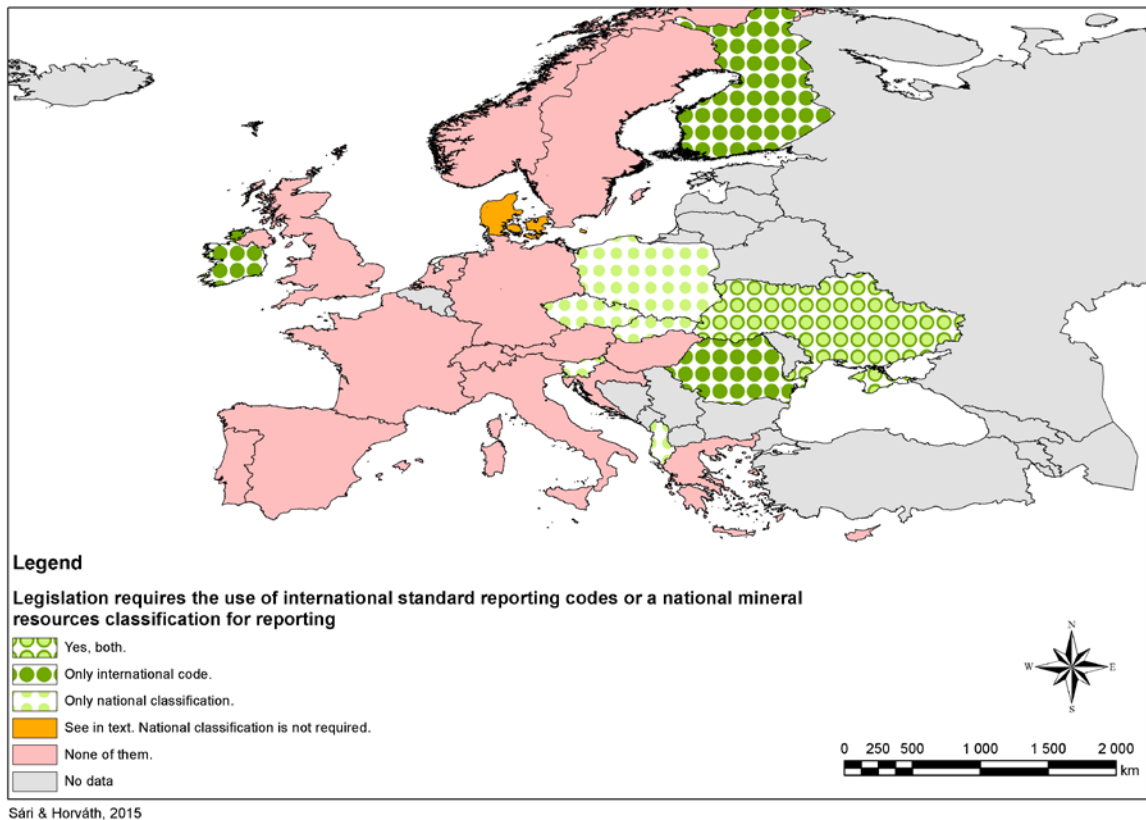 Legend
Legislation requires the use of international standard reporting codes or a national mineral
resources classification for reporting
Yes, both.
Only international code.
Only national classification.
See in text. National classification is not required.
None of them.
No data
N
W E
S
0 250 500 1 000 1 500 2 000
km
Sári & Horváth, 2015